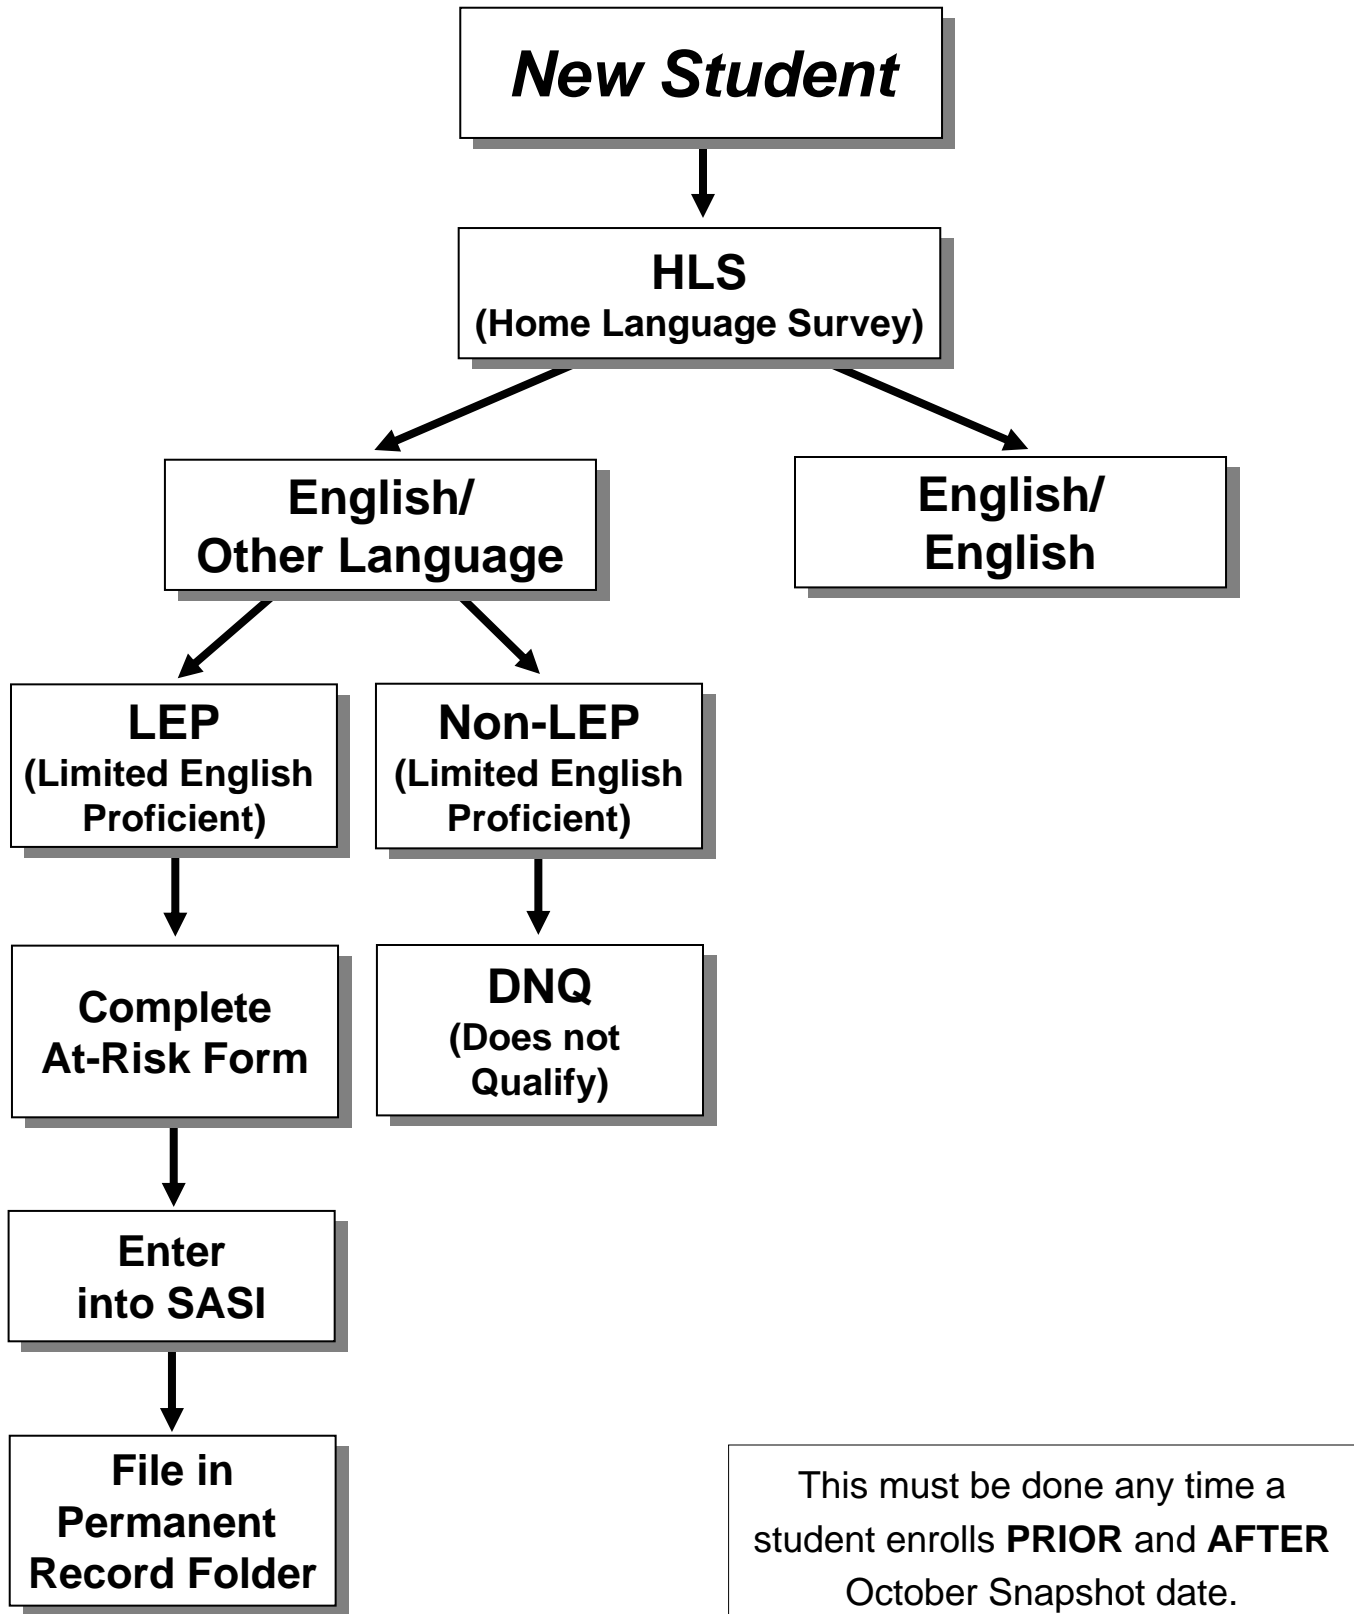 New Student
HLS
(Home Language Survey)
English/
Other Language
English/
English
LEP
(Limited English
Proficient)
Non-LEP
(Limited English
Proficient)
Complete
At-Risk Form
DNQ
(Does not
Qualify)
Enter
into SASI
File in
Permanent
Record Folder
This must be done any time a
student enrolls PRIOR and AFTER
October Snapshot date.